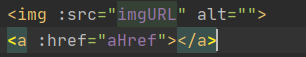 <img :src="imgURL" alt="">
<a :href="aHref"></a>